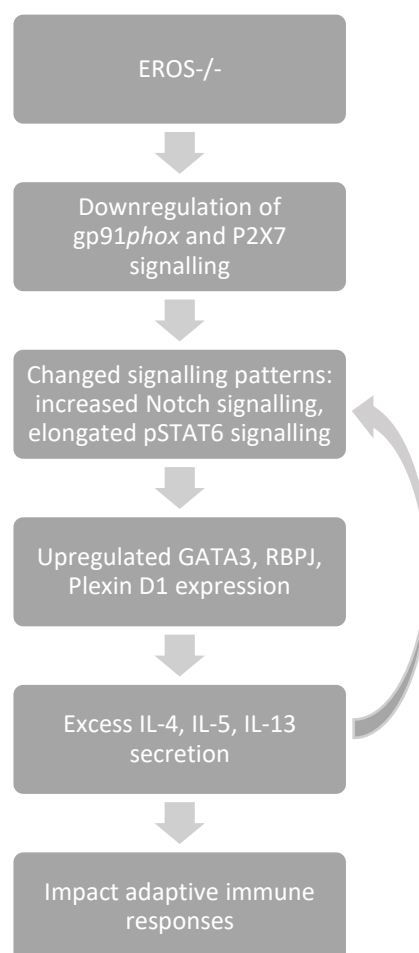 EROS-/-
Downregulation of
gp91phox and P2X7
signalling
Changed signalling patterns:
increased Notch signalling,
elongated pSTAT6 signalling
Upregulated GATA3, RBPJ,
Plexin D1 expression
Excess IL-4, IL-5, IL-13
secretion
Impact adaptive immune
responses